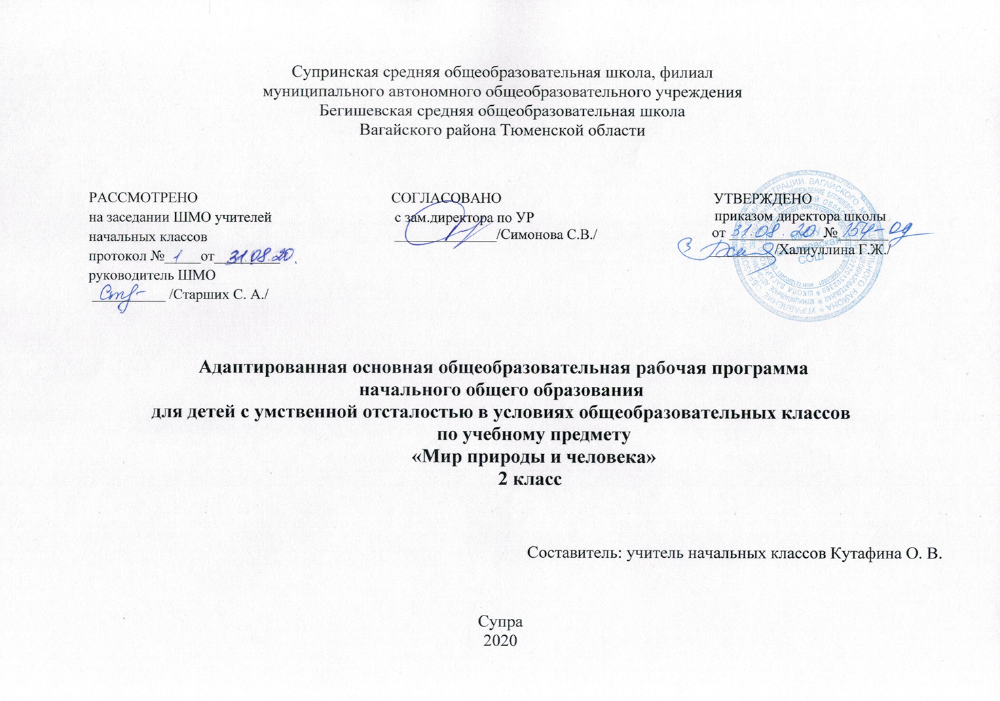 Супринская средняя общеобразовательная школа, филиал
муниципального автономного общеобразовательного учреждения
Бегишевская средняя общеобразовательная школа
Вагайского района Тюменской области
РАССМОТРЕНО
на заседании ШМО учителей
начальных классов
протокол № 1 от 31.08.20.
руководитель ШМО
/Старших С. А./
СОГЛАСОВАНО
с зам.директора по УР
/Симонова С.В./
УТВЕРЖДЕНО
приказом директора школы
от 31.08.20 № 154-од
/Халиуллина Г.Ж./
Адаптированная основная общеобразовательная рабочая программа
начального общего образования
для детей с умственной отсталостью в условиях общеобразовательных классов
по учебному предмету
«Мир природы и человека»
2 класс
Составитель: учитель начальных классов Кутафина О. В.
Супра
2020